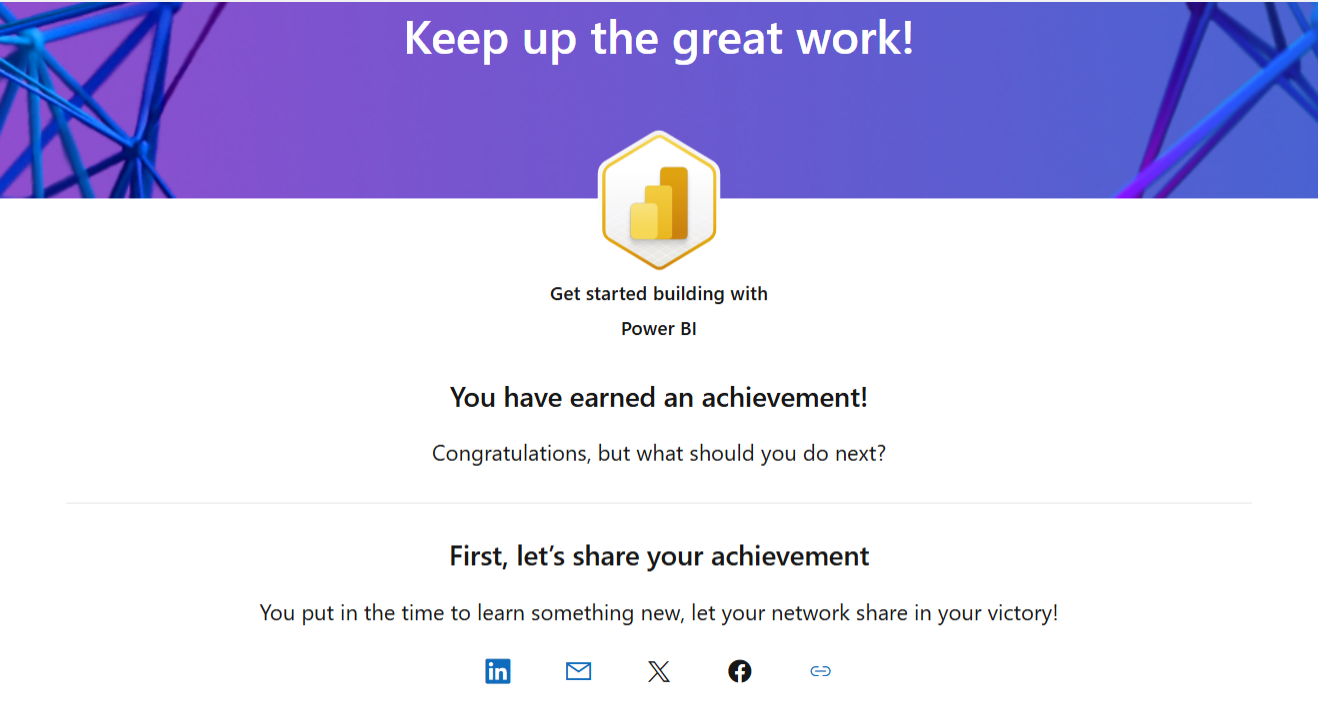 Keep up the great work!
Get started building with
Power BI
You have earned an achievement!
Congratulations, but what should you do next?
First, let’s share your achievement
You put in the time to learn something new, let your network share in your victory!
in